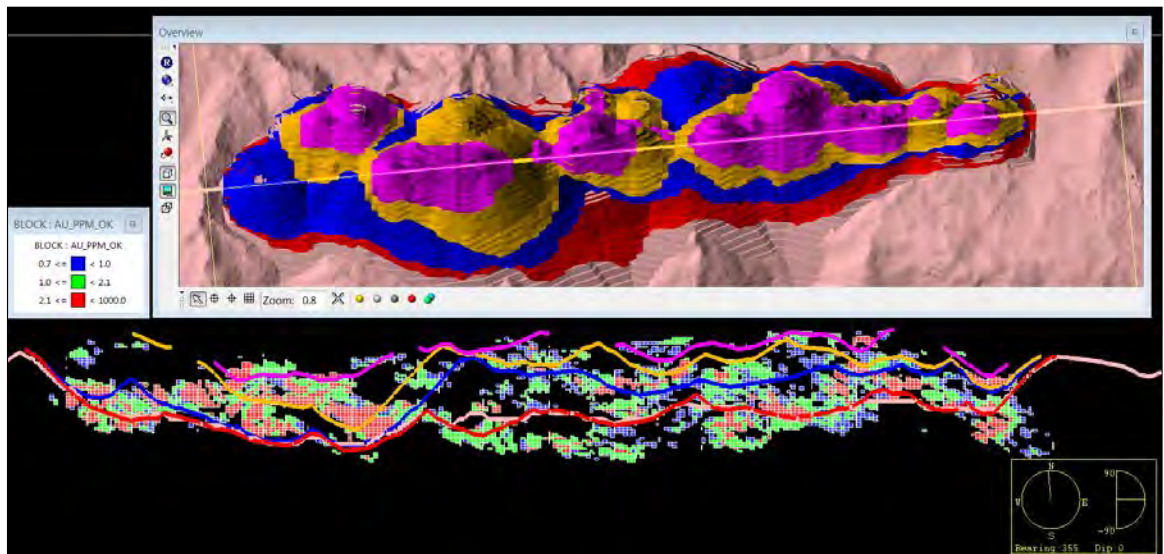 Overview
R
Zoom: 0.8
BLOCK : AU_PPM_OK
BLOCK : AU_PPM_OK
0.7 <= < 1.0
1.0 <= < 2.1
2.1 <= < 1000.0
N
W E
S
90
-90
Bearing 355 Dip 0